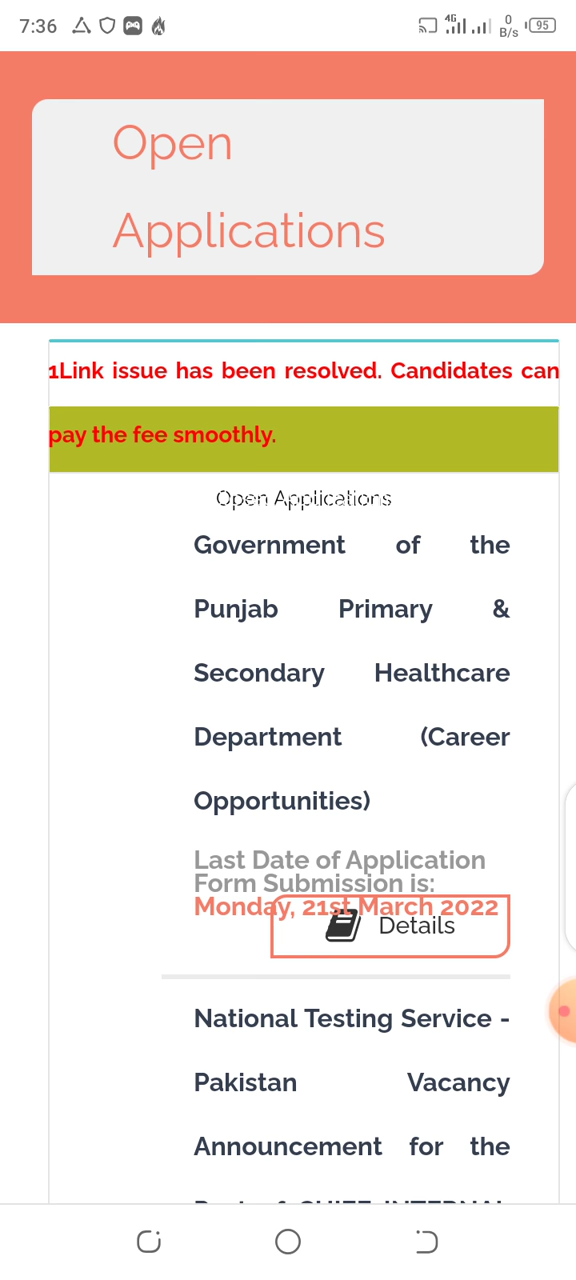 7:36
4G
0
B/s
95
Open
Applications
1Link issue has been resolved. Candidates can
pay the fee smoothly.
Open Applications
Government of the
Punjab Primary &
Secondary Healthcare
Department (Career
Opportunities)
Last Date of Application
Form Submission is:
Monday, 21st March 2022
Details
National Testing Service -
Pakistan Vacancy
Announcement for the